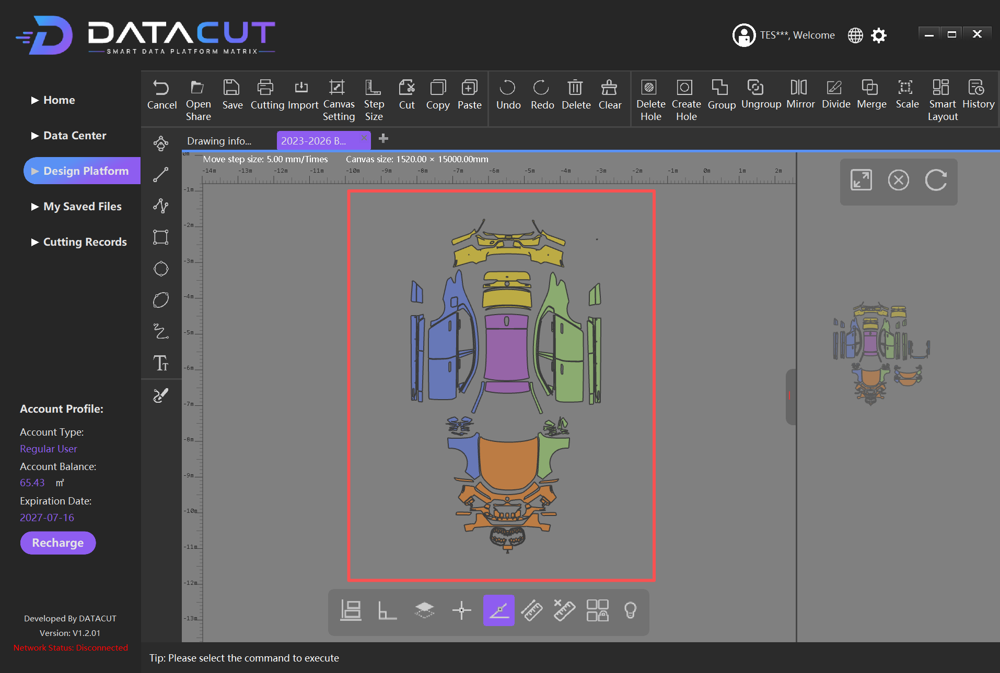 DATACUT
SMART DATA PLATFORM MATRIX
TES***, Welcome
Home
Data Center
Design Platform
My Saved Files
Cutting Records
Cancel
Open Share
Save
Cutting
Import
Canvas Setting
Step Size
Cut
Copy
Paste
Undo
Redo
Delete
Clear
Delete Hole
Create Hole
Group
Ungroup
Mirror
Divide
Merge
Scale
Smart Layout
History
Drawing info...
2023-2026 B...
Move step size: 5.00 mm/Times
Canvas size: 1520.00 × 15000.00mm
0m
-14m -13m -12m -11m -10m -9m -8m -7m -6m -5m -4m -3m -2m -1m 0m 1m 2m
-1m
-2m
-3m
-4m
-5m
-6m
-7m
-8m
-9m
-10m
-11m
-12m
-13m
Account Profile:
Account Type:
Regular User
Account Balance:
65.43 ㎡
Expiration Date:
2027-07-16
Recharge
Developed By DATACUT
Version: V1.2.01
Network Status: Disconnected
Tip: Please select the command to execute